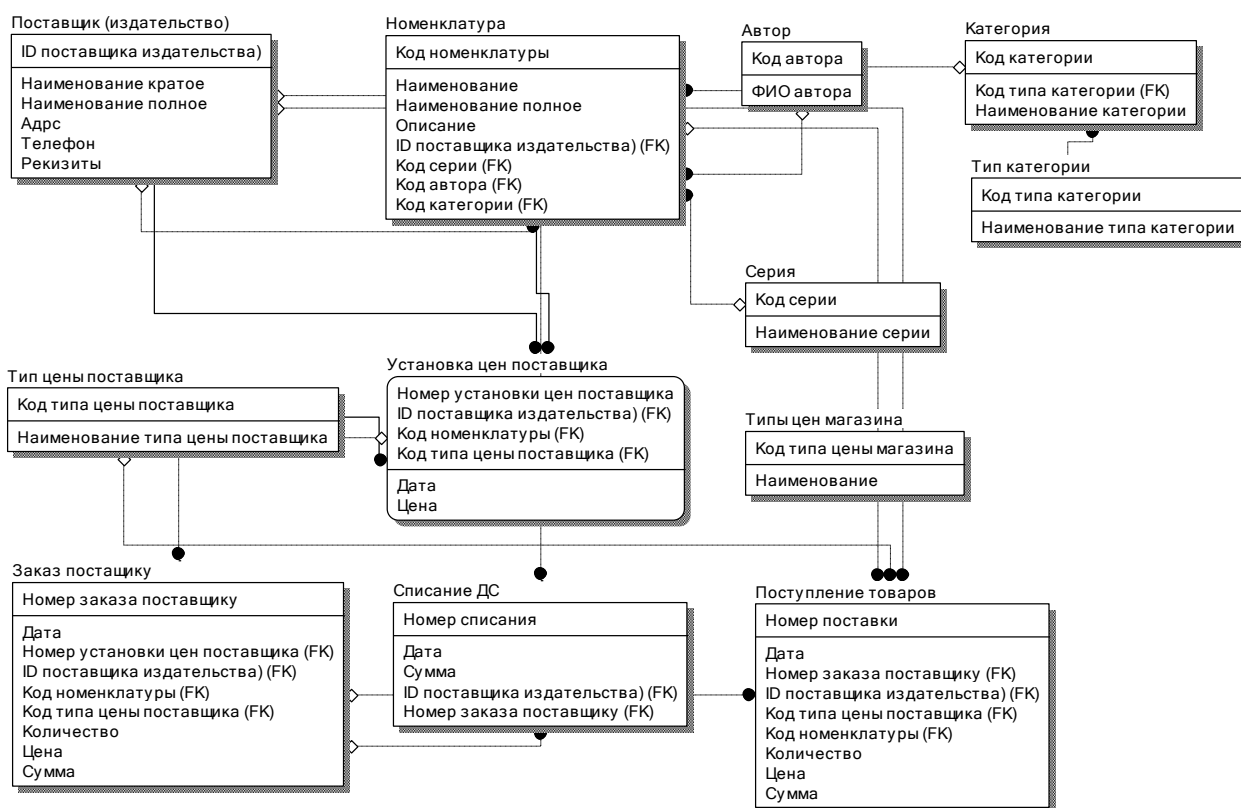 Поставщик (издательство)
ID поставщика издательства)
Наименование кратое
Наименование полное
Адрс
Телефон
Рекизиты
Номенклатура
Код номенклатуры
Наименование
Наименование полное
Описание
ID поставщика издательства) (FK)
Код серии (FK)
Код автора (FK)
Код категории (FK)
Автор
Код автора
ФИО автора
Категория
Код категории
Код типа категории (FK)
Наименование категории
Тип категории
Код типа категории
Наименование типа категории
Серия
Код серии
Наименование серии
Тип цены поставщика
Код типа цены поставщика
Наименование типа цены поставщика
Установка цен поставщика
Номер установки цен поставщика
ID поставщика издательства) (FK)
Код номенклатуры (FK)
Код типа цены поставщика (FK)
Дата
Цена
Типы цен магазина
Код типа цены магазина
Наименование
Заказ постащику
Номер заказа поставщику
Дата
Номер установки цен поставщика (FK)
ID поставщика издательства) (FK)
Код номенклатуры (FK)
Код типа цены поставщика (FK)
Количество
Цена
Сумма
Списание ДС
Номер списания
Дата
Сумма
ID поставщика издательства) (FK)
Номер заказа поставщику (FK)
Поступление товаров
Номер поставки
Дата
Номер заказа поставщику (FK)
ID поставщика издательства) (FK)
Код типа цены поставщика (FK)
Код номенклатуры (FK)
Количество
Цена
Сумма